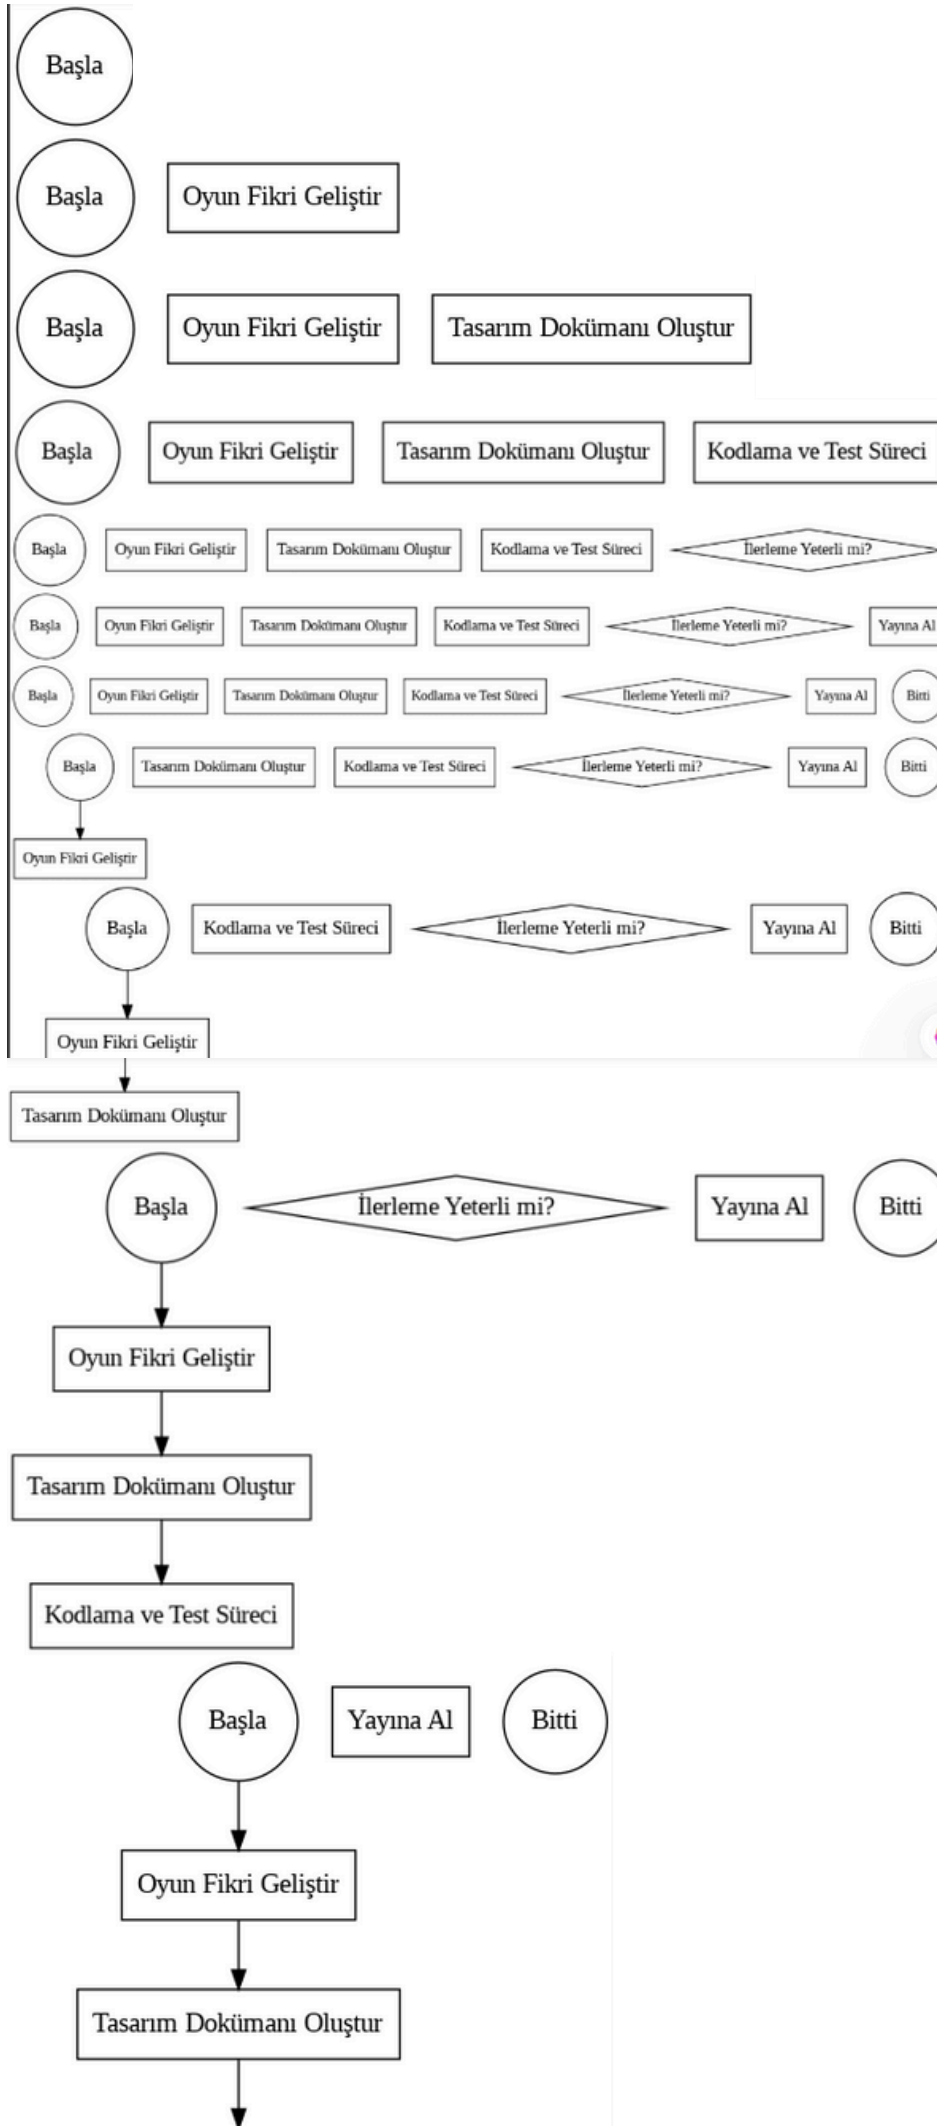 Başla
Başla Oyun Fikri Geliştir
Başla Oyun Fikri Geliştir Tasarım Dokümanı Oluştur
Başla Oyun Fikri Geliştir Tasarım Dokümanı Oluştur Kodlama ve Test Süreci
Başla Oyun Fikri Geliştir Tasarım Dokümanı Oluştur Kodlama ve Test Süreci İlerleme Yeterli mi?
Başla Oyun Fikri Geliştir Tasarım Dokümanı Oluştur Kodlama ve Test Süreci İlerleme Yeterli mi? Yayına Al
Başla Oyun Fikri Geliştir Tasarım Dokümanı Oluştur Kodlama ve Test Süreci İlerleme Yeterli mi? Yayına Al Bitti
Başla Tasarım Dokümanı Oluştur Kodlama ve Test Süreci İlerleme Yeterli mi? Yayına Al Bitti
Oyun Fikri Geliştir
Başla Kodlama ve Test Süreci İlerleme Yeterli mi? Yayına Al Bitti
Oyun Fikri Geliştir
Tasarım Dokümanı Oluştur
Başla İlerleme Yeterli mi? Yayına Al Bitti
Oyun Fikri Geliştir
Tasarım Dokümanı Oluştur
Kodlama ve Test Süreci
Başla Yayına Al Bitti
Oyun Fikri Geliştir
Tasarım Dokümanı Oluştur